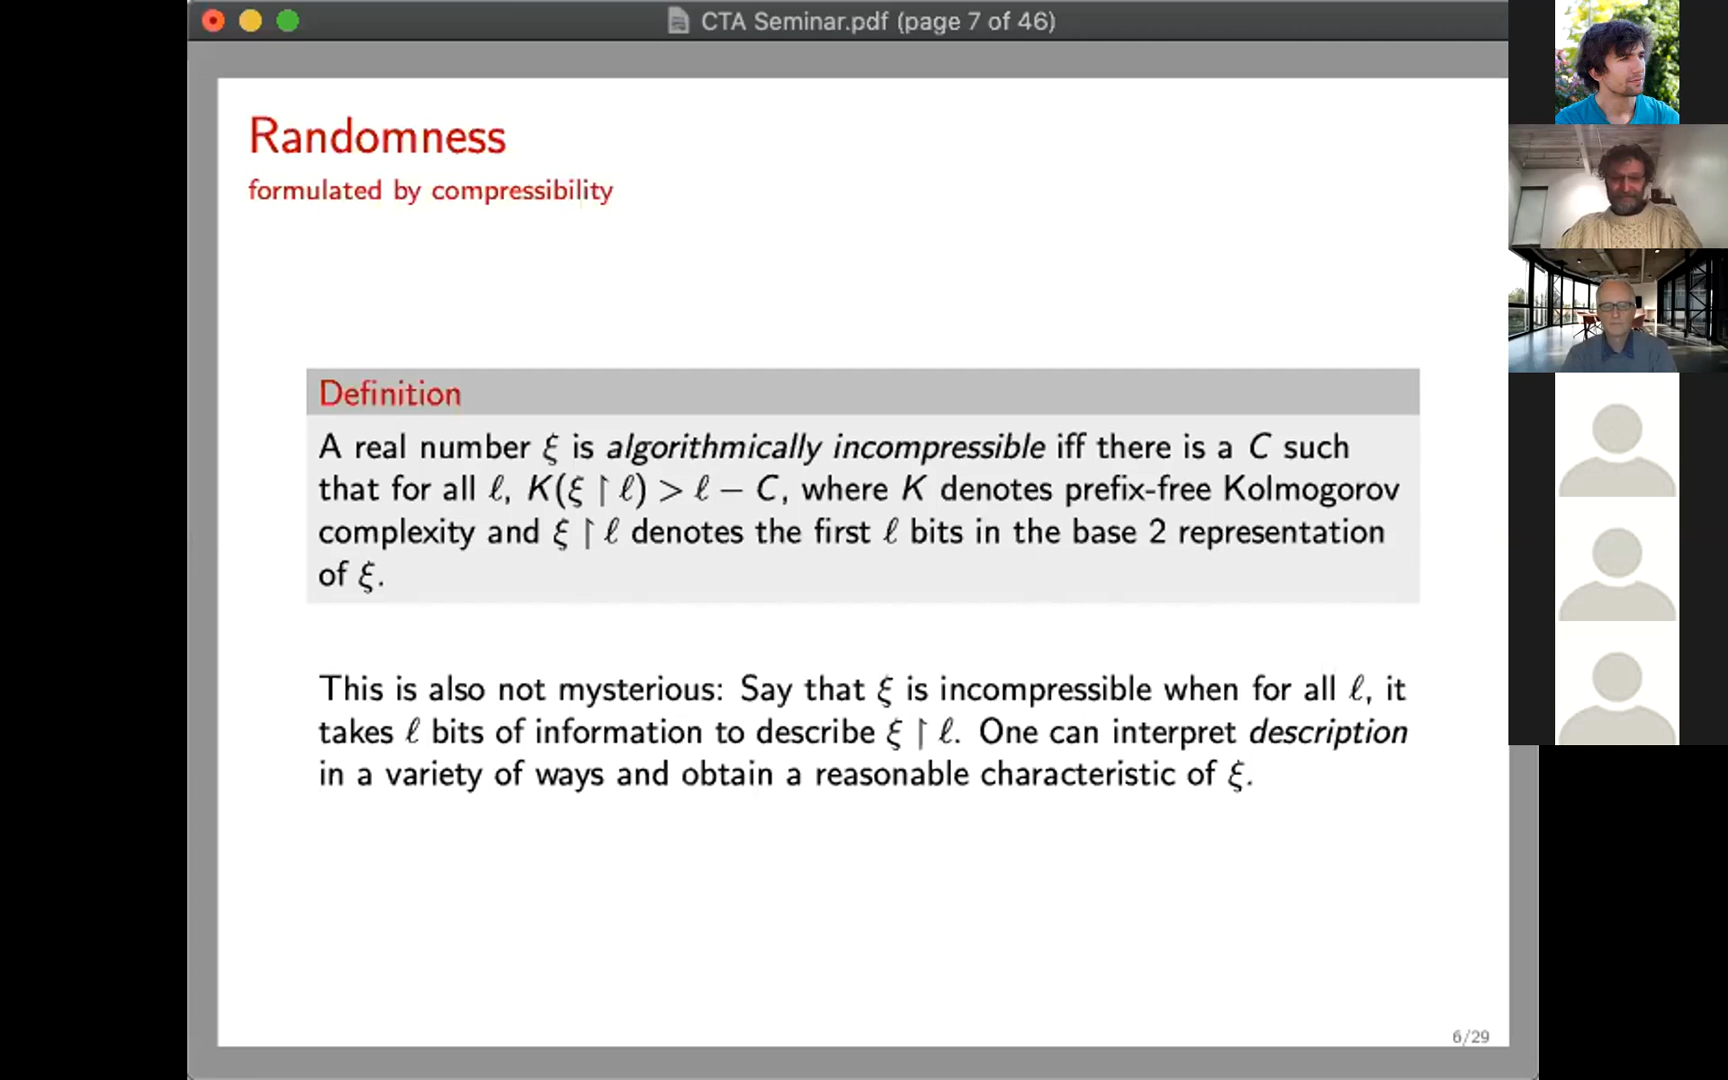 CTA Seminar.pdf (page 7 of 46)
Randomness
formulated by compressibility
Definition
A real number ξ is algorithmically incompressible iff there is a C such
that for all ℓ, K(ξ ↾ ℓ) > ℓ − C, where K denotes prefix-free Kolmogorov
complexity and ξ ↾ ℓ denotes the first ℓ bits in the base 2 representation
of ξ.
This is also not mysterious: Say that ξ is incompressible when for all ℓ, it
takes ℓ bits of information to describe ξ ↾ ℓ. One can interpret description
in a variety of ways and obtain a reasonable characteristic of ξ.
6/29